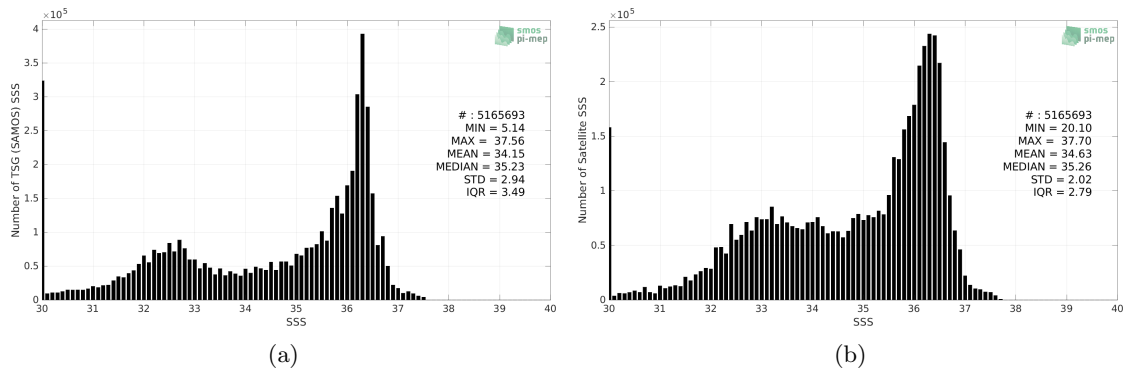 ×10⁵
4
3.5
3
2.5
2
1.5
1
0.5
0
Number of TSG (SAMOS) SSS
smos
pi-mep
# : 5165693
MIN = 5.14
MAX = 37.56
MEAN = 34.15
MEDIAN = 35.23
STD = 2.94
IQR = 3.49
30 31 32 33 34 35 36 37 38 39 40
SSS
(a)
×10⁵
2.5
2
1.5
1
0.5
0
Number of Satellite SSS
smos
pi-mep
# : 5165693
MIN = 20.10
MAX = 37.70
MEAN = 34.63
MEDIAN = 35.26
STD = 2.02
IQR = 2.79
30 31 32 33 34 35 36 37 38 39 40
SSS
(b)